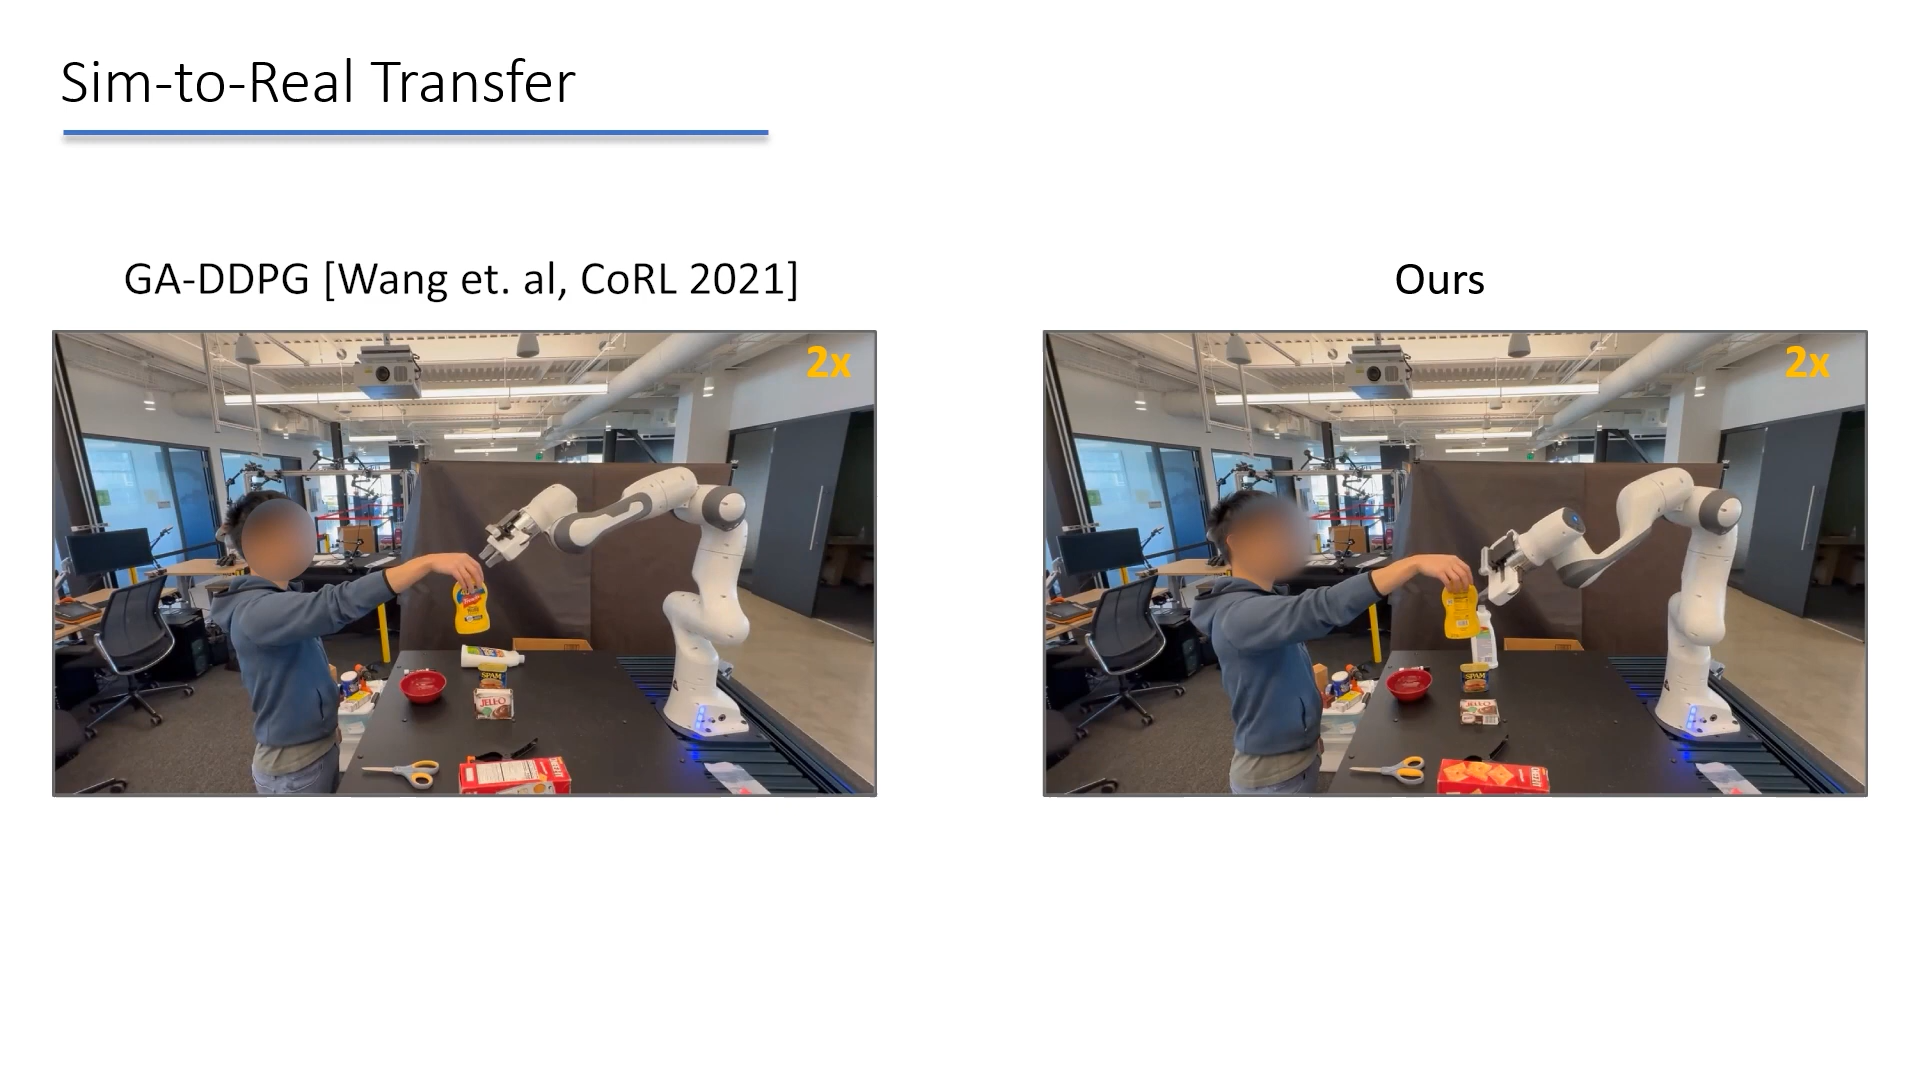 Sim-to-Real Transfer
GA-DDPG [Wang et. al, CoRL 2021]
Ours
2x
2x
SPAM
JELL-O
SPAM
JELL-O